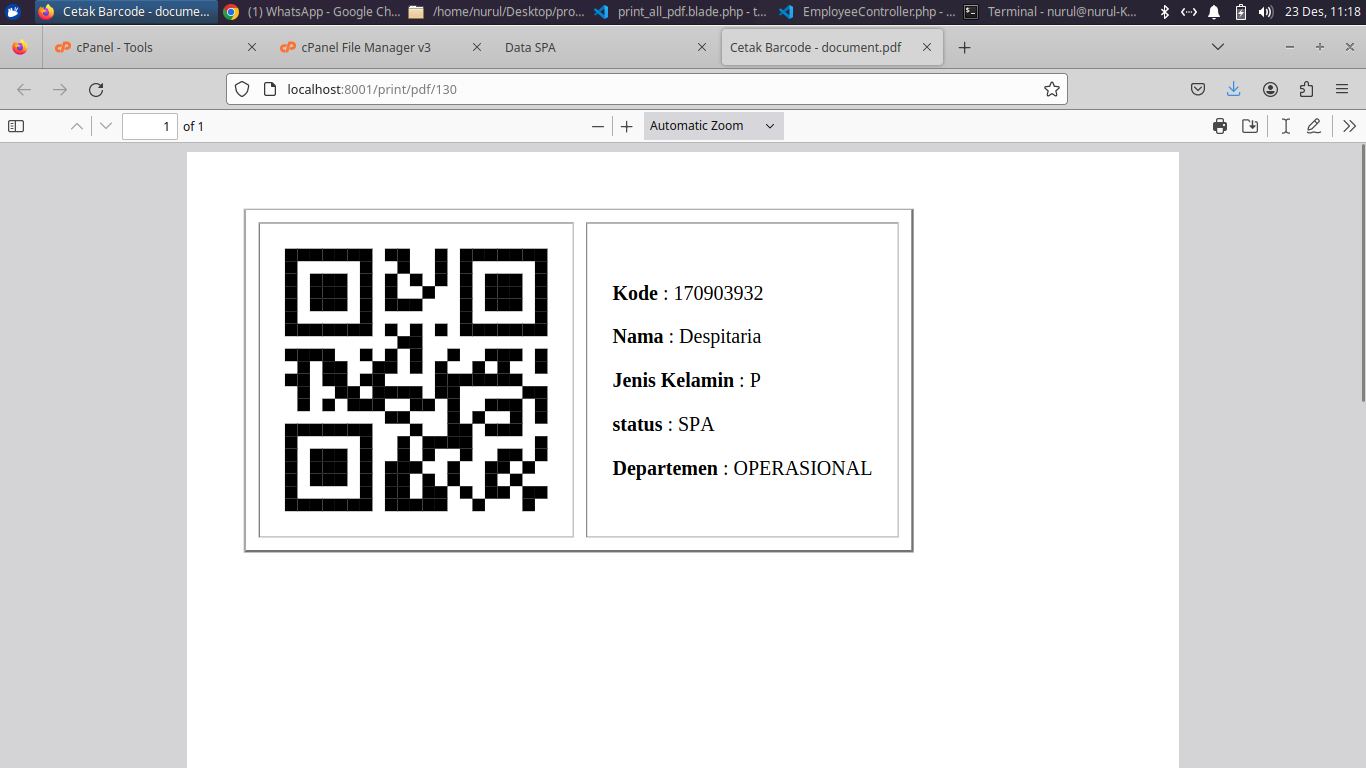 Cetak Barcode - docume...
(1) WhatsApp - Google Ch...
/home/nurul/Desktop/pro...
print_all_pdf.blade.php - t...
EmployeeController.php - ...
Terminal - nurul@nurul-K...
23 Des, 11:18
cPanel - Tools
cPanel File Manager v3
Data SPA
Cetak Barcode - document.pdf
localhost:8001/print/pdf/130
1 of 1
Automatic Zoom
Kode : 170903932
Nama : Despitaria
Jenis Kelamin : P
status : SPA
Departemen : OPERASIONAL